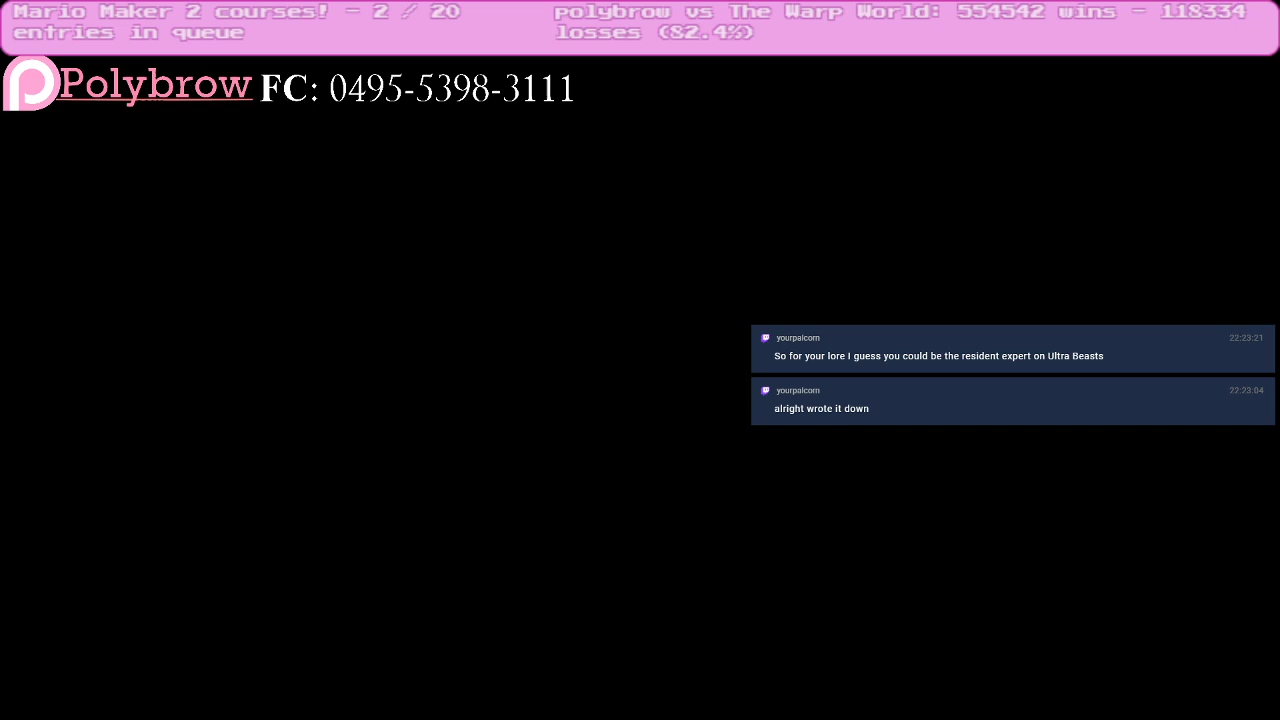 Mario Maker 2 courses! - 2 / 20
entries in queue
polybrow vs The Warp World: 554542 wins - 118334
losses (82.4%)
Polybrow FC: 0495-5398-3111
yourpalcorn 22:23:21
So for your lore I guess you could be the resident expert on Ultra Beasts
yourpalcorn 22:23:04
alright wrote it down